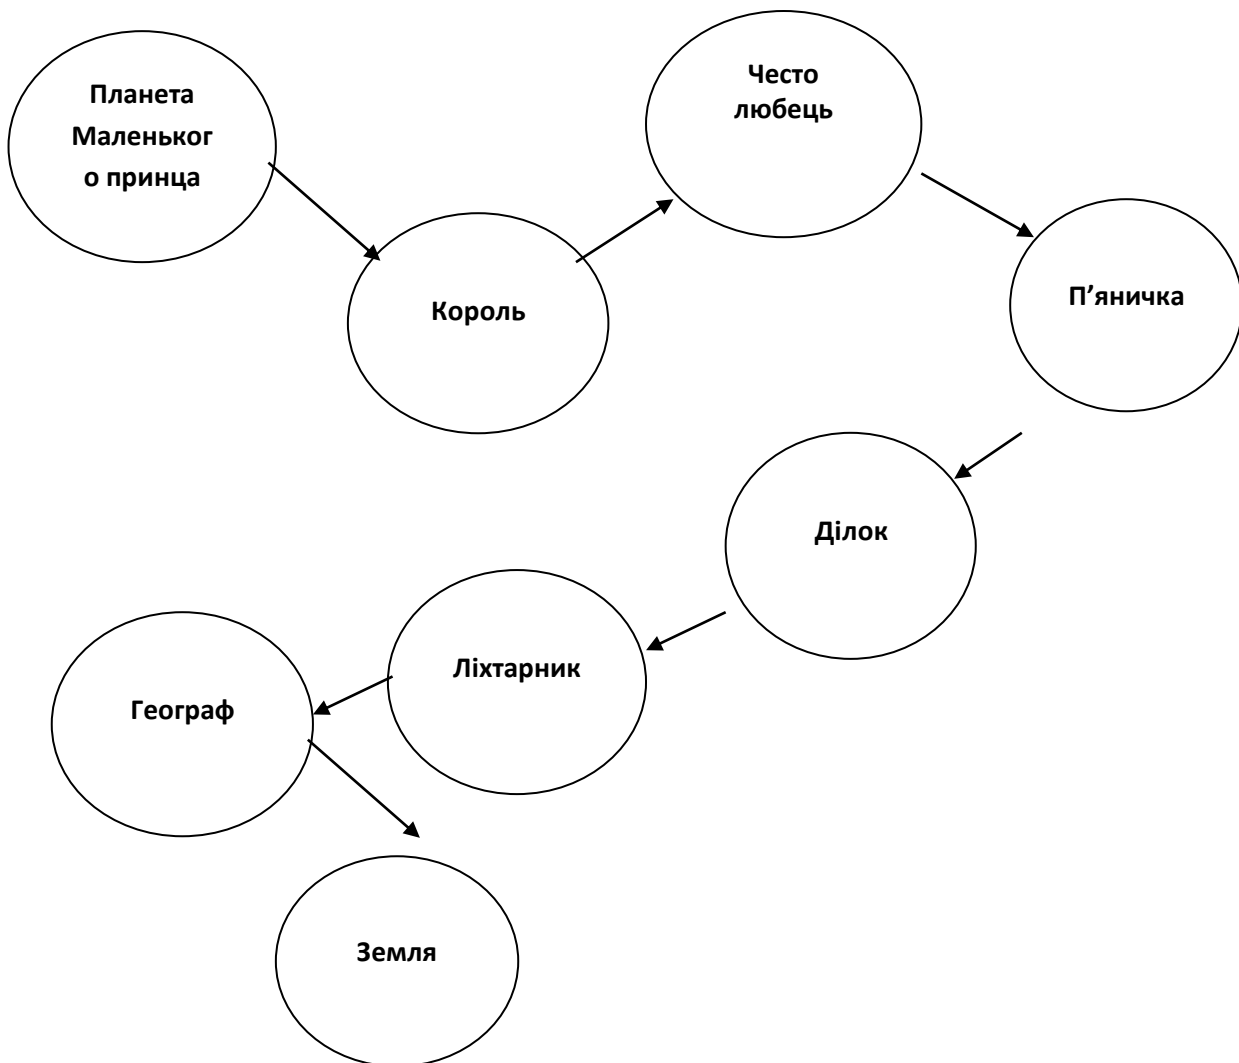 Планета
Маленьког
о принца
Често
любець
Король
П’яничка
Ділок
Ліхтарник
Географ
Земля